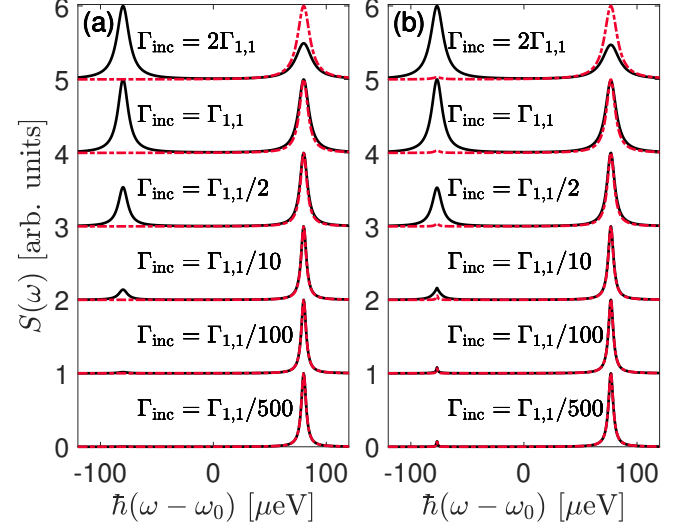 (a)
(b)
S(ω) [arb. units]
6
5
4
3
2
1
0
Γinc = 2Γ1,1
Γinc = Γ1,1
Γinc = Γ1,1/2
Γinc = Γ1,1/10
Γinc = Γ1,1/100
Γinc = Γ1,1/500
-100
0
100
ħ(ω − ω0) [μeV]
6
5
4
3
2
1
0
Γinc = 2Γ1,1
Γinc = Γ1,1
Γinc = Γ1,1/2
Γinc = Γ1,1/10
Γinc = Γ1,1/100
Γinc = Γ1,1/500
-100
0
100
ħ(ω − ω0) [μeV]